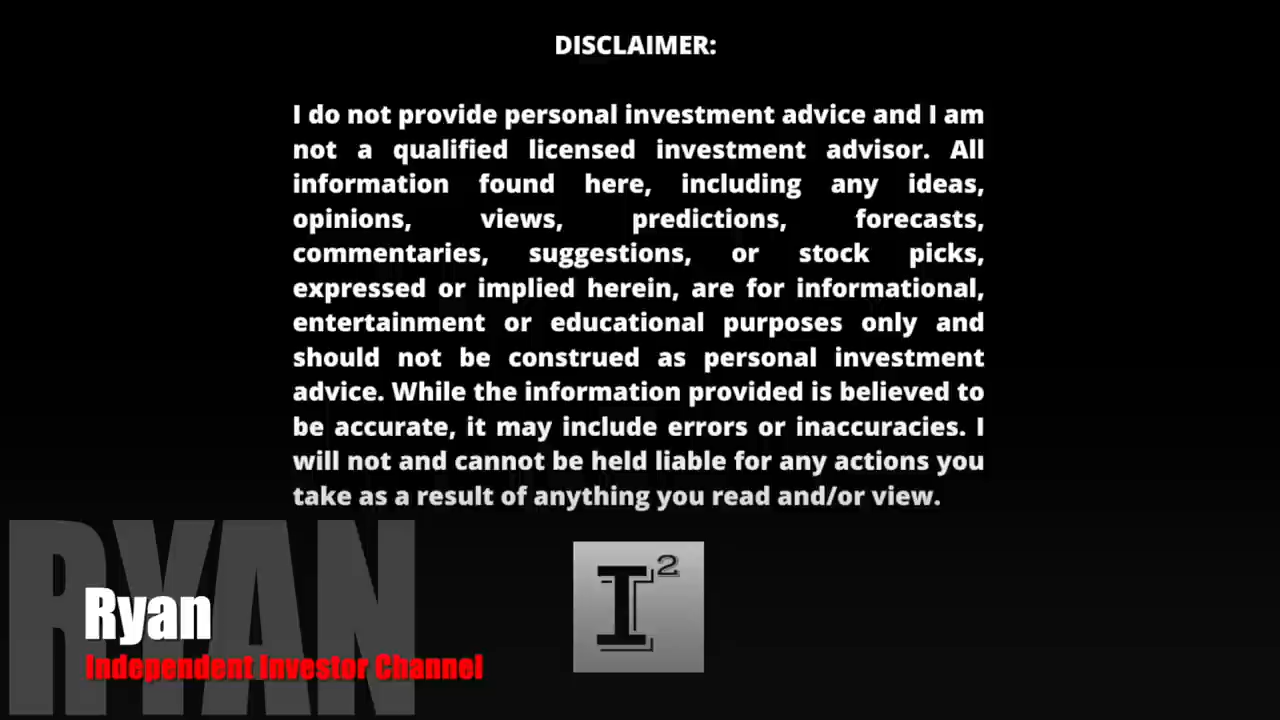 DISCLAIMER:
I do not provide personal investment advice and I am
not a qualified licensed investment advisor. All
information found here, including any ideas,
opinions, views, predictions, forecasts,
commentaries, suggestions, or stock picks,
expressed or implied herein, are for informational,
entertainment or educational purposes only and
should not be construed as personal investment
advice. While the information provided is believed to
be accurate, it may include errors or inaccuracies. I
will not and cannot be held liable for any actions you
take as a result of anything you read and/or view.
RYAN
Ryan
Independent Investor Channel
I²